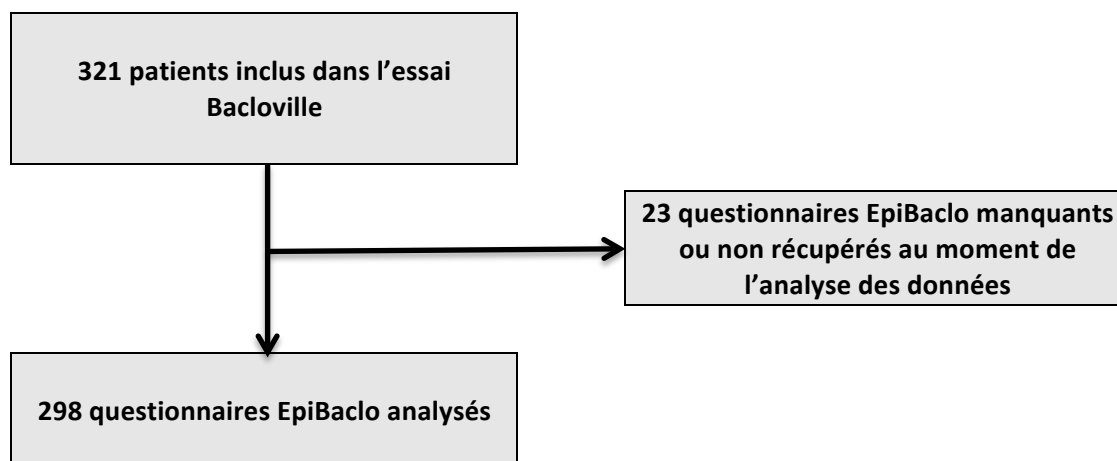 321 patients inclus dans l’essai
Bacloville
23 questionnaires EpiBaclo manquants
ou non récupérés au moment de
l’analyse des données
298 questionnaires EpiBaclo analysés